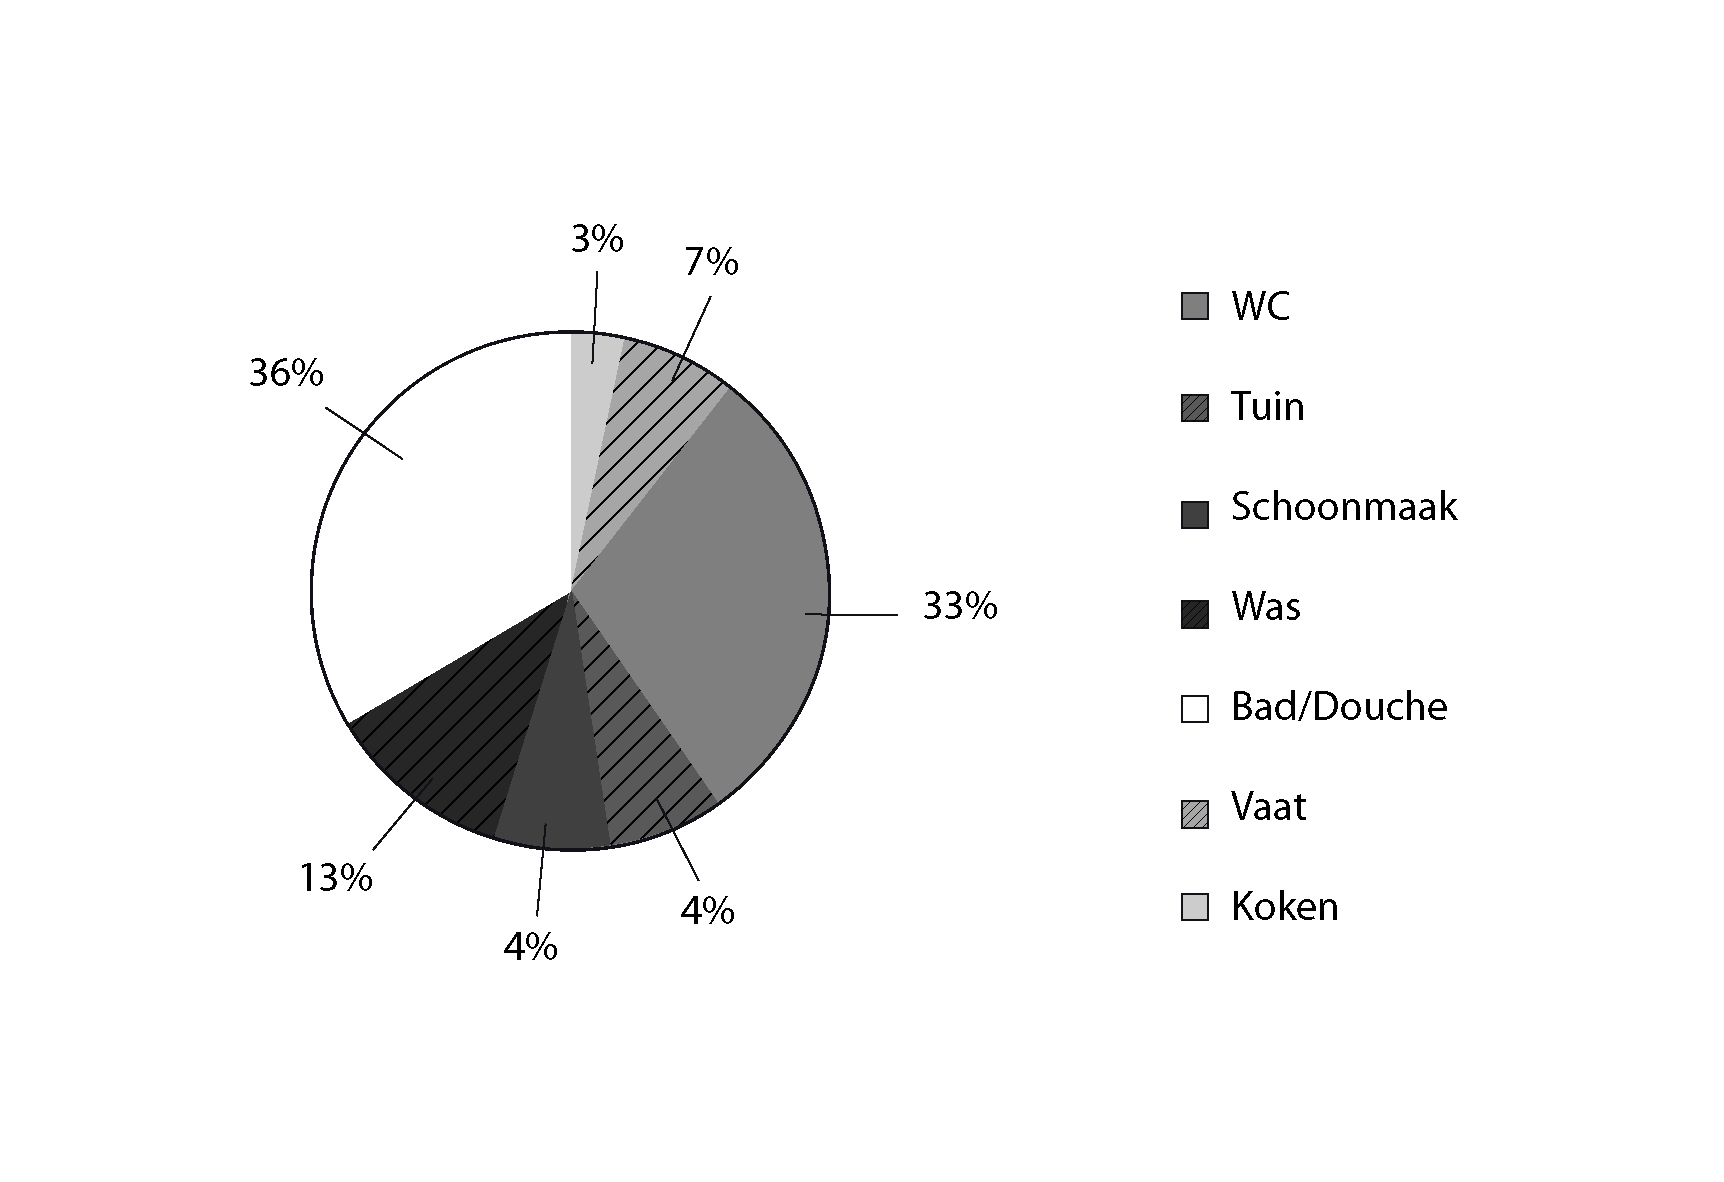 3%
7%
36%
33%
13%
4%
4%
WC
Tuin
Schoonmaak
Was
Bad/Douche
Vaat
Koken